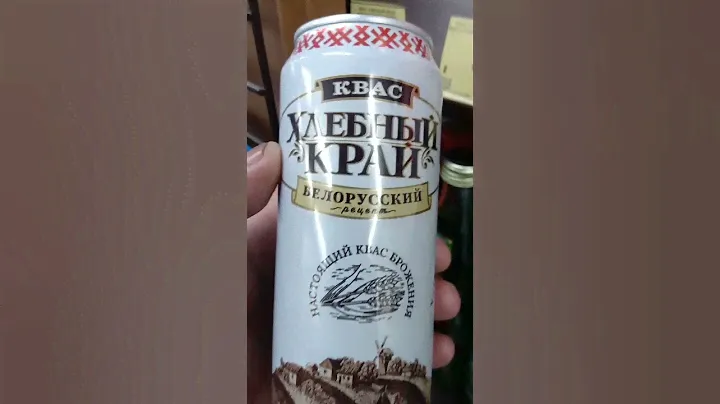 КВАС
ХЛЕБНЫЙ
КРАЙ
БЕЛОРУССКИЙ
рецепт
НАСТОЯЩИЙ КВАС БРОЖЕНИЯ